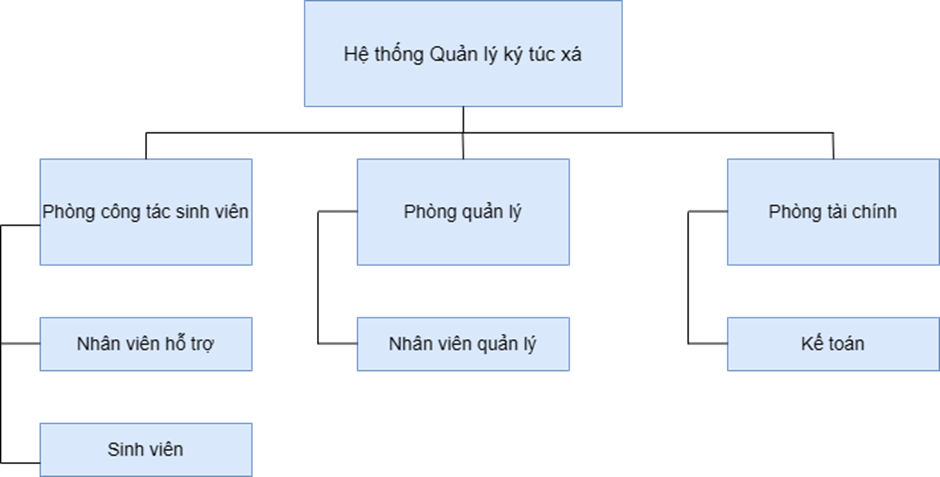 Hệ thống Quản lý ký túc xá
Phòng công tác sinh viên
Phòng quản lý
Phòng tài chính
Nhân viên hỗ trợ
Nhân viên quản lý
Kế toán
Sinh viên